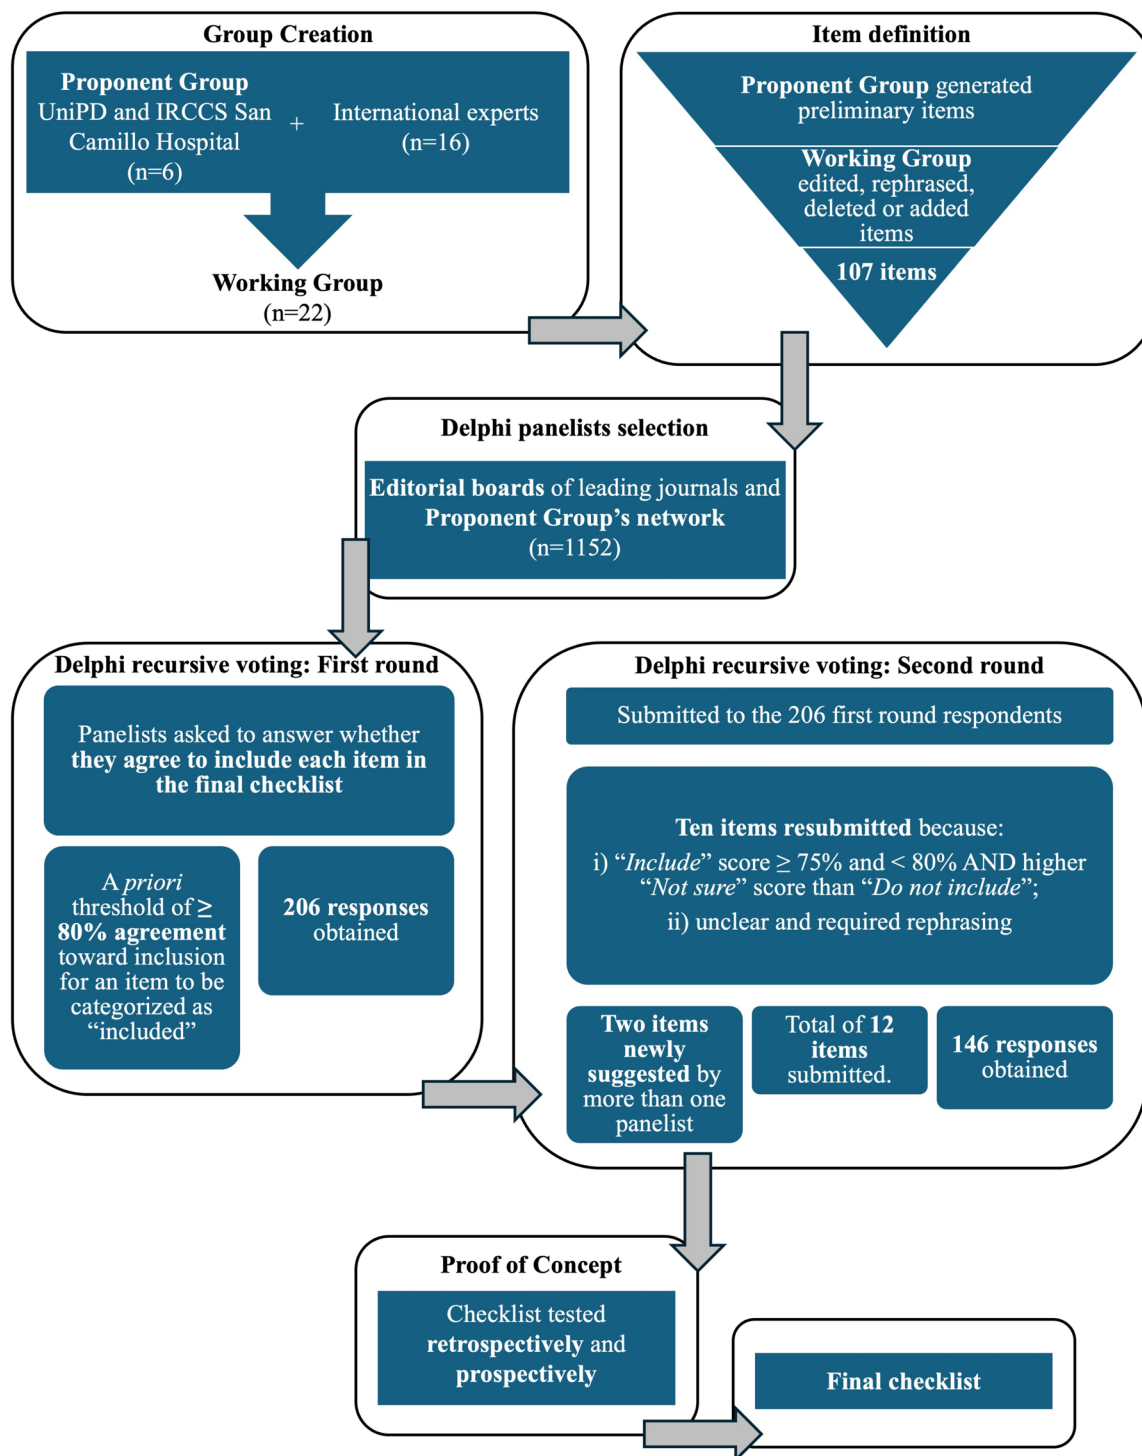 Group Creation
Proponent Group
UniPD and IRCCS San
Camillo Hospital
(n=6)
+
International experts
(n=16)
Working Group
(n=22)
Item definition
Proponent Group generated
preliminary items
Working Group
edited, rephrased,
deleted or added
items
107 items
Delphi panelists selection
Editorial boards of leading journals and
Proponent Group’s network
(n=1152)
Delphi recursive voting: First round
Panelists asked to answer whether
they agree to include each item in
the final checklist
A priori
threshold of ≥
80% agreement
toward inclusion
for an item to be
categorized as
“included”
206 responses
obtained
Delphi recursive voting: Second round
Submitted to the 206 first round respondents
Ten items resubmitted because:
i) “Include” score ≥ 75% and < 80% AND higher
“Not sure” score than “Do not include”;
ii) unclear and required rephrasing
Two items
newly
suggested by
more than one
panelist
Total of 12
items
submitted.
146 responses
obtained
Proof of Concept
Checklist tested
retrospectively and
prospectively
Final checklist